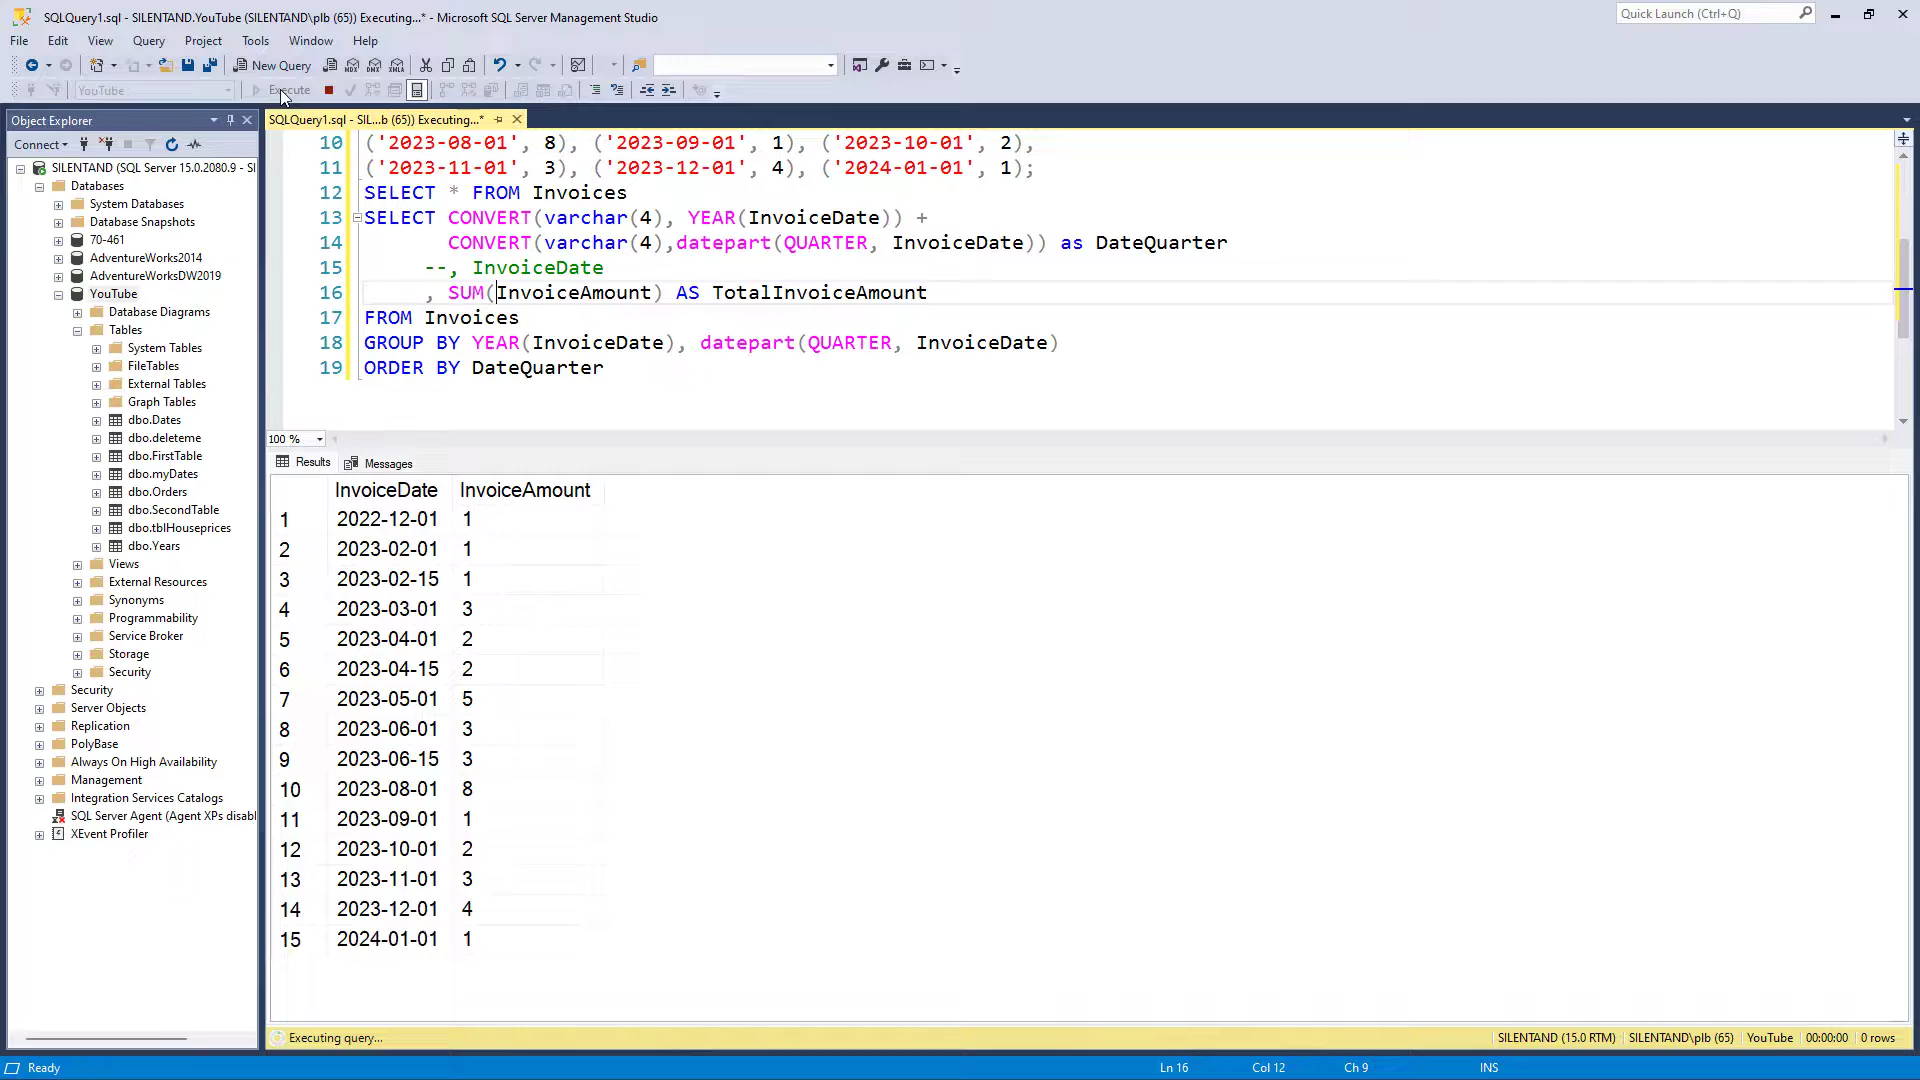 SQLQuery1.sql - SILENTAND.YouTube (SILENTAND\plb (65)) Executing...* - Microsoft SQL Server Management Studio
Quick Launch (Ctrl+Q)
File Edit View Query Project Tools Window Help
New Query
YouTube
Execute
Object Explorer
SQLQuery1.sql - SIL...b (65)) Executing...*
Connect
SILENTAND (SQL Server 15.0.2080.9 - SI
Databases
System Databases
Database Snapshots
70-461
AdventureWorks2014
AdventureWorksDW2019
YouTube
Database Diagrams
Tables
System Tables
FileTables
External Tables
Graph Tables
dbo.Dates
dbo.deleteme
dbo.FirstTable
dbo.myDates
dbo.Orders
dbo.SecondTable
dbo.tblHouseprices
dbo.Years
Views
External Resources
Synonyms
Programmability
Service Broker
Storage
Security
Security
Server Objects
Replication
PolyBase
Always On High Availability
Management
Integration Services Catalogs
SQL Server Agent (Agent XPs disabl
XEvent Profiler
10 ('2023-08-01', 8), ('2023-09-01', 1), ('2023-10-01', 2),
11 ('2023-11-01', 3), ('2023-12-01', 4), ('2024-01-01', 1);
12 SELECT * FROM Invoices
13 SELECT CONVERT(varchar(4), YEAR(InvoiceDate)) +
14 CONVERT(varchar(4),datepart(QUARTER, InvoiceDate)) as DateQuarter
15 --, InvoiceDate
16 , SUM(InvoiceAmount) AS TotalInvoiceAmount
17 FROM Invoices
18 GROUP BY YEAR(InvoiceDate), datepart(QUARTER, InvoiceDate)
19 ORDER BY DateQuarter
100 %
Results Messages
InvoiceDate InvoiceAmount
1 2022-12-01 1
2 2023-02-01 1
3 2023-02-15 1
4 2023-03-01 3
5 2023-04-01 2
6 2023-04-15 2
7 2023-05-01 5
8 2023-06-01 3
9 2023-06-15 3
10 2023-08-01 8
11 2023-09-01 1
12 2023-10-01 2
13 2023-11-01 3
14 2023-12-01 4
15 2024-01-01 1
Executing query... SILENTAND (15.0 RTM) SILENTAND\plb (65) YouTube 00:00:00 0 rows
Ready Ln 16 Col 12 Ch 9 INS